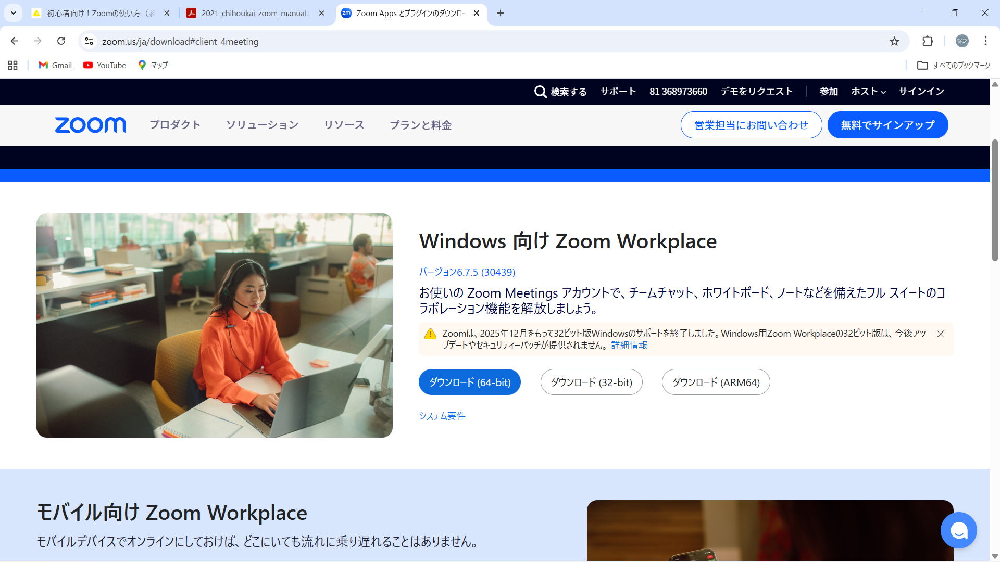 初心者向け！Zoomの使い方（参
2021_chihoukai_zoom_manual.p
Zoom Apps とプラグインのダウンロー
zoom.us/ja/download#client_4meeting
将之
Gmail
YouTube
マップ
すべてのブックマーク
検索する
サポート
81 368973660
デモをリクエスト
参加
ホスト
サインイン
zoom
プロダクト
ソリューション
リソース
プランと料金
営業担当にお問い合わせ
無料でサインアップ
Windows 向け Zoom Workplace
バージョン6.7.5 (30439)
お使いの Zoom Meetings アカウントで、チームチャット、ホワイトボード、ノートなどを備えたフル スイートのコ
ラボレーション機能を解放しましょう。
Zoomは、2025年12月をもって32ビット版Windowsのサポートを終了しました。Windows用Zoom Workplaceの32ビット版は、今後アッ
プデートやセキュリティーパッチが提供されません。 詳細情報
ダウンロード (64-bit)
ダウンロード (32-bit)
ダウンロード (ARM64)
システム要件
モバイル向け Zoom Workplace
モバイルデバイスでオンラインにしておけば、どこにいても流れに乗り遅れることはありません。